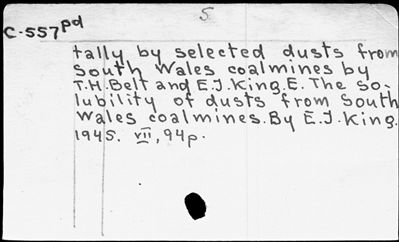 5
C-557pd
tally by selected dusts from
South Wales coalmines by
T.H.Belt and E.J.King.E. The so-
lubility of dusts from South
Wales coalmines. By E.J.King.
1945. vii, 94p.